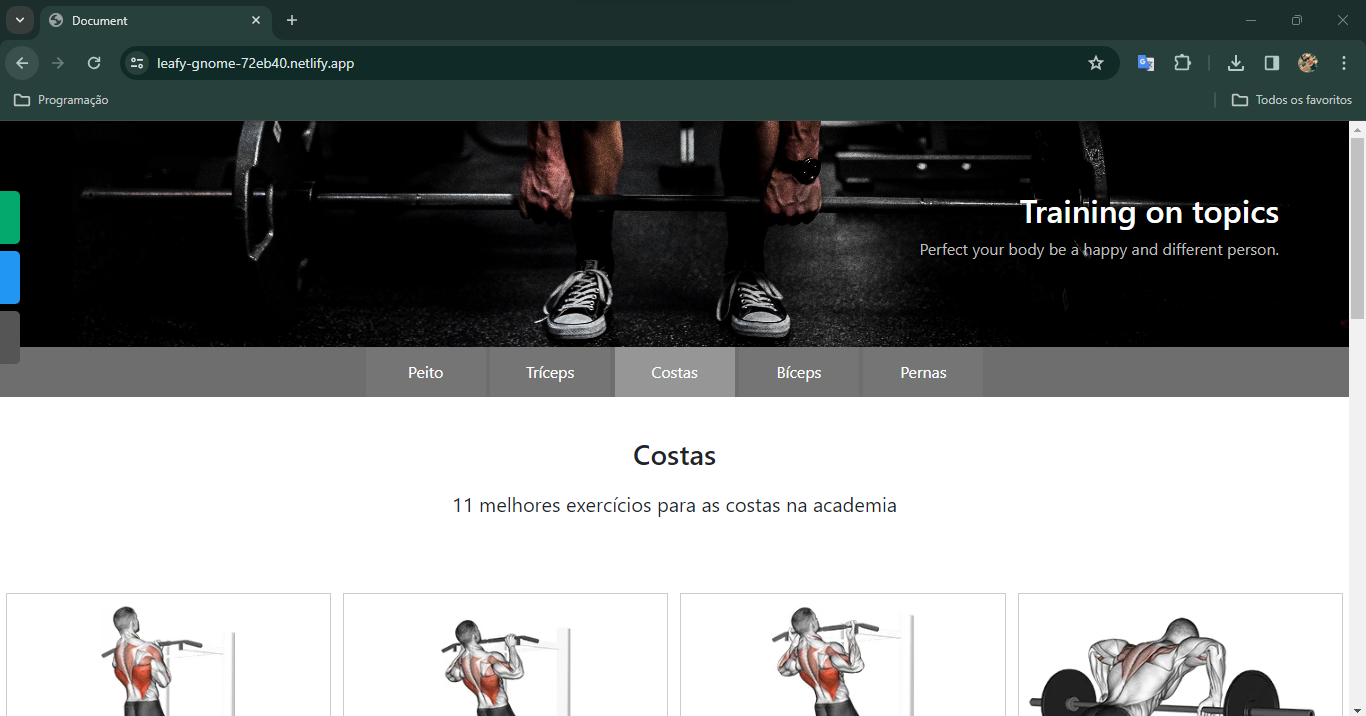 Document
leafy-gnome-72eb40.netlify.app
Programação
Todos os favoritos
Training on topics
Perfect your body be a happy and different person.
Peito
Tríceps
Costas
Bíceps
Pernas
Costas
11 melhores exercícios para as costas na academia